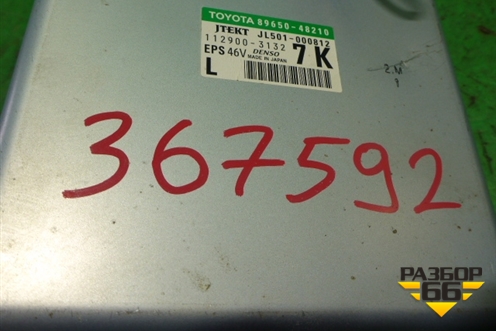 TOYOTA 89650-48210
JTEKT JL501-000812
112900-3132 7K
EPS 46V DENSO
MADE IN JAPAN
L
367592
РАЗБОР
66